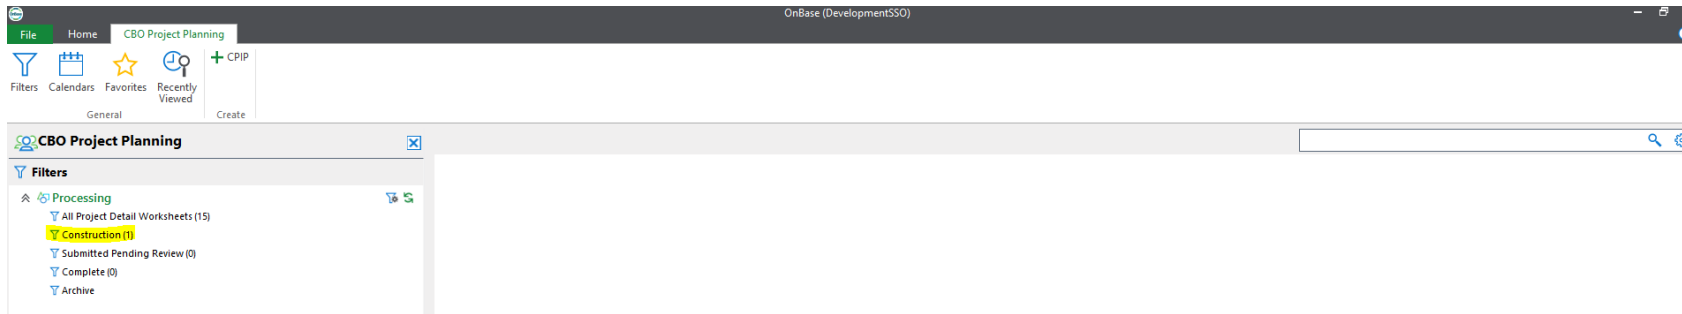 OnBase (DevelopmentSSO)
File Home CBO Project Planning
Filters Calendars Favorites Recently Viewed
CPIP
General Create
CBO Project Planning
Filters
Processing
All Project Detail Worksheets (15)
Construction (1)
Submitted Pending Review (0)
Complete (0)
Archive